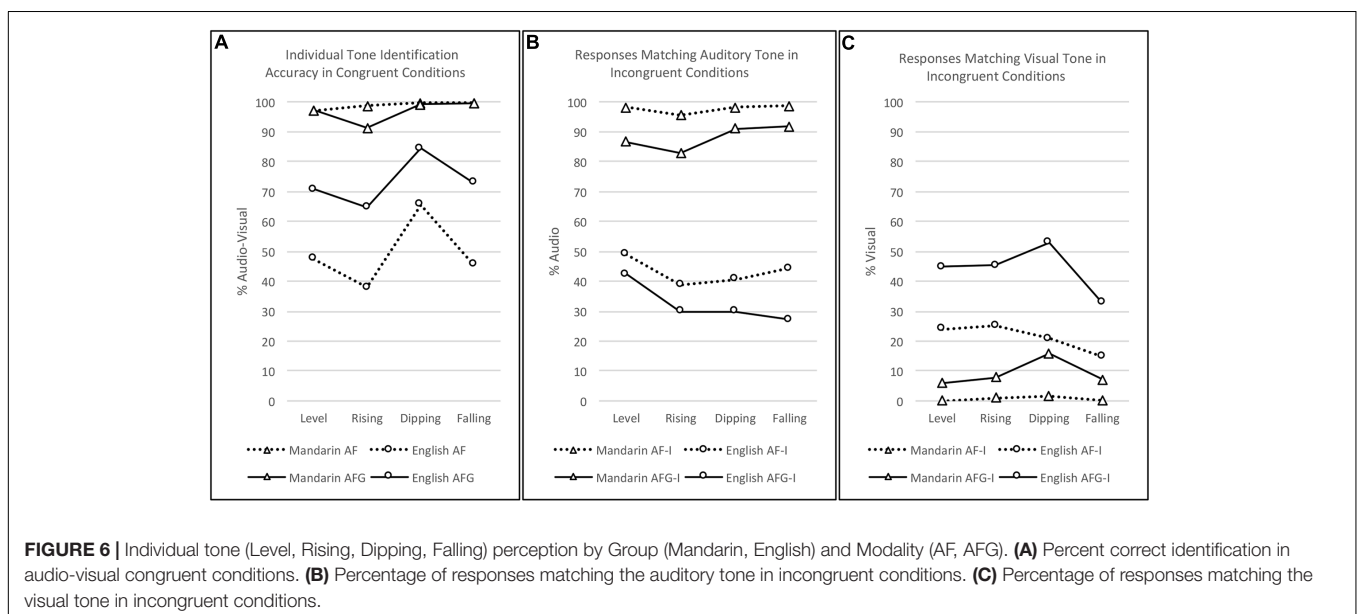 A
Individual Tone Identification
Accuracy in Congruent Conditions
100
90
80
70
60
50
40
30
20
10
0
% Audio-Visual
Level Rising Dipping Falling
Mandarin AF English AF
Mandarin AFG English AFG
B
Responses Matching Auditory Tone in
Incongruent Conditions
100
90
80
70
60
50
40
30
20
10
0
% Audio
Level Rising Dipping Falling
Mandarin AF-I English AF-I
Mandarin AFG-I English AFG-I
C
Responses Matching Visual Tone in
Incongruent Conditions
100
90
80
70
60
50
40
30
20
10
0
% Visual
Level Rising Dipping Falling
Mandarin AF-I English AF-I
Mandarin AFG-I English AFG-I
FIGURE 6 | Individual tone (Level, Rising, Dipping, Falling) perception by Group (Mandarin, English) and Modality (AF, AFG). (A) Percent correct identification in
audio-visual congruent conditions. (B) Percentage of responses matching the auditory tone in incongruent conditions. (C) Percentage of responses matching the
visual tone in incongruent conditions.